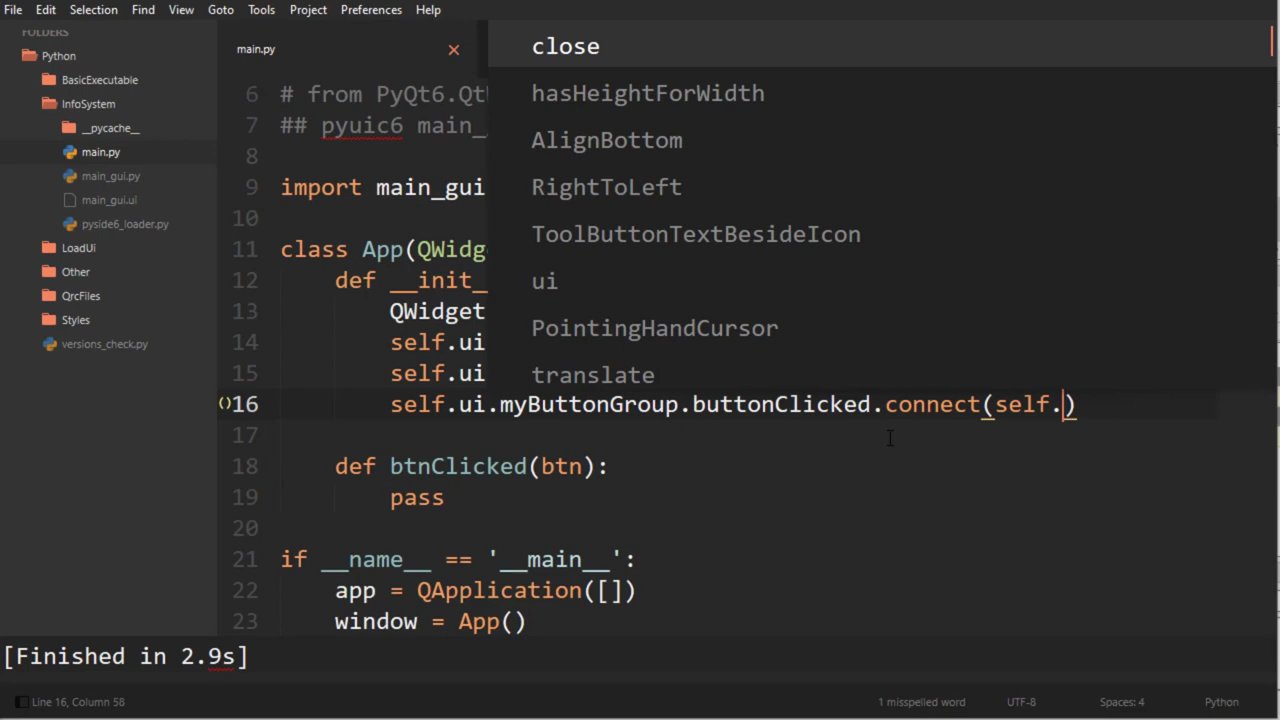 File Edit Selection Find View Goto Tools Project Preferences Help
FOLDERS
Python
BasicExecutable
InfoSystem
__pycache__
main.py
main_gui.py
main_gui.ui
pyside6_loader.py
LoadUi
Other
QrcFiles
Styles
versions_check.py
main.py
6 # from PyQt6.Qt
7 ## pyuic6 main_
8
9 import main_gui
10
11 class App(QWidg
12 def __init_
13 QWidget
14 self.ui
15 self.ui
16 self.ui.myButtonGroup.buttonClicked.connect(self.)
17
18 def btnClicked(btn):
19 pass
20
21 if __name__ == '__main__':
22 app = QApplication([])
23 window = App()
close
hasHeightForWidth
AlignBottom
RightToLeft
ToolButtonTextBesideIcon
ui
PointingHandCursor
translate
[Finished in 2.9s]
Line 16, Column 58 1 misspelled word UTF-8 Spaces: 4 Python